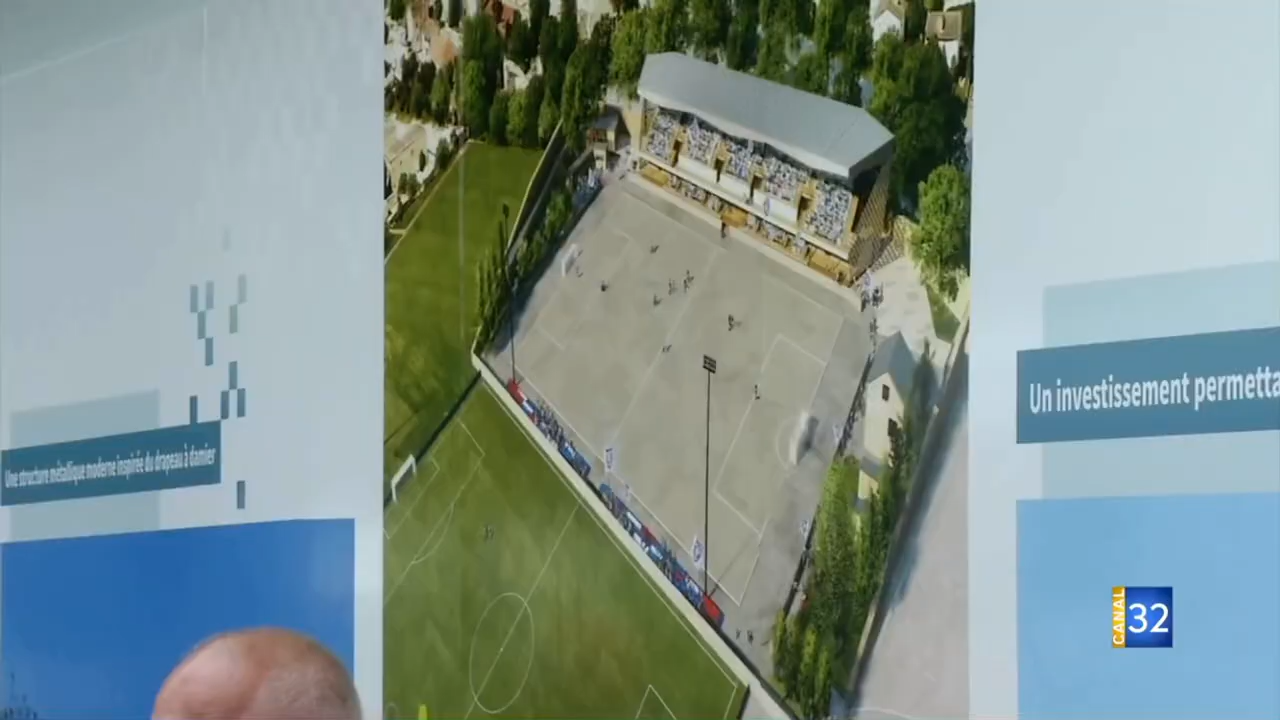 Une structure métallique moderne inspirée du drapeau à damier
Un investissement permetta
CANAL
32